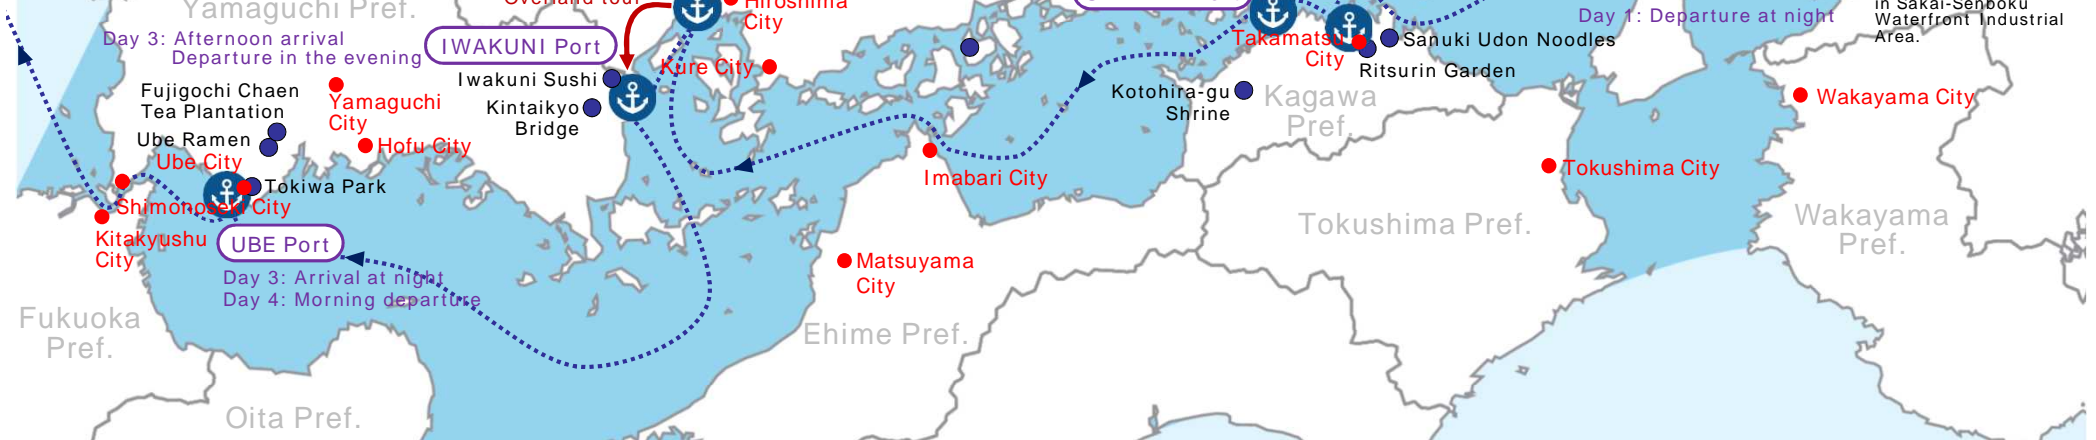 Yamaguchi Pref.
Overland tour
Hiroshima
City
Day 1: Departure at night
in Sakai-Senboku
Waterfront Industrial
Area.
Day 3: Afternoon arrival
Departure in the evening
IWAKUNI Port
Takamatsu
City
Sanuki Udon Noodles
Ritsurin Garden
Kure City
Iwakuni Sushi
Kintaikyo
Bridge
Fujigochi Chaen
Tea Plantation
Yamaguchi
City
Kotohira-gu
Shrine
Kagawa
Pref.
Wakayama City
Ube Ramen
Hofu City
Ube City
Tokiwa Park
Imabari City
Tokushima City
Shimonoseki City
Kitakyushu
City
UBE Port
Tokushima Pref.
Wakayama
Pref.
Day 3: Arrival at night
Day 4: Morning departure
Matsuyama
City
Fukuoka
Pref.
Ehime Pref.
Oita Pref.